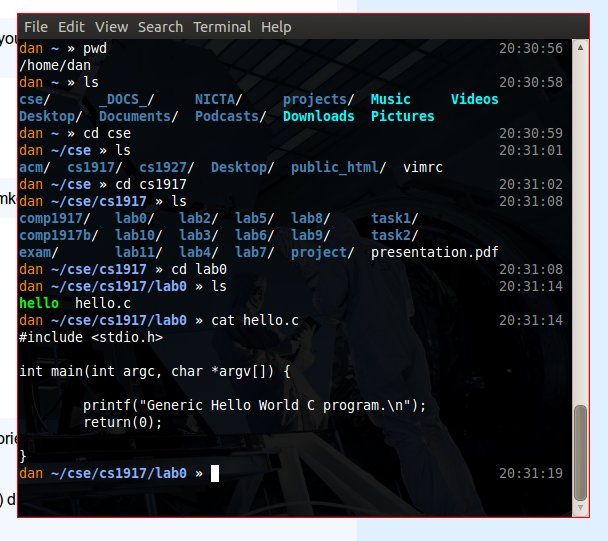 File Edit View Search Terminal Help
you
dan ~ » pwd 20:30:56
/home/dan
dan ~ » ls 20:30:58
cse/ _DOCS_/ NICTA/ projects/ Music Videos
Desktop/ Documents/ Podcasts/ Downloads Pictures
dan ~ » cd cse 20:30:59
dan ~/cse » ls 20:31:01
acm/ cs1917/ cs1927/ Desktop/ public_html/ vimrc
dan ~/cse » cd cs1917 20:31:02
mk
dan ~/cse/cs1917 » ls 20:31:08
comp1917/ lab0/ lab2/ lab5/ lab8/ task1/
comp1917b/ lab10/ lab3/ lab6/ lab9/ task2/
exam/ lab11/ lab4/ lab7/ project/ presentation.pdf
dan ~/cse/cs1917 » cd lab0 20:31:08
dan ~/cse/cs1917/lab0 » ls 20:31:14
hello hello.c
dan ~/cse/cs1917/lab0 » cat hello.c 20:31:14
#include <stdio.h>
int main(int argc, char *argv[]) {
printf("Generic Hello World C program.\n");
return(0);
orie
}
dan ~/cse/cs1917/lab0 » 20:31:19
) d